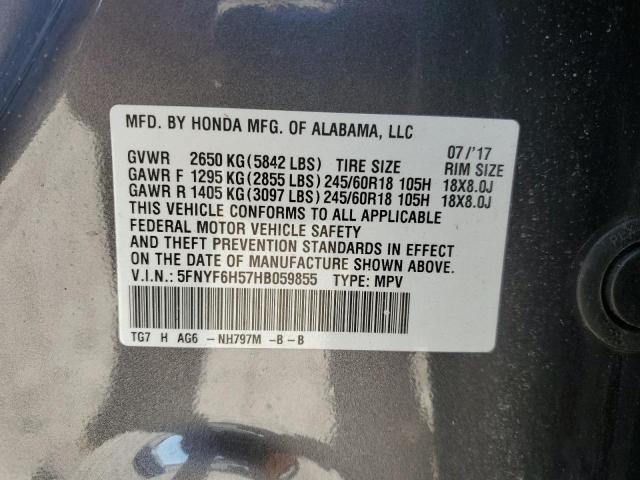 MFD. BY HONDA MFG. OF ALABAMA, LLC
07/'17
GVWR 2650 KG (5842 LBS) TIRE SIZE RIM SIZE
GAWR F 1295 KG (2855 LBS) 245/60R18 105H 18X8.0J
GAWR R 1405 KG (3097 LBS) 245/60R18 105H 18X8.0J
THIS VEHICLE CONFORMS TO ALL APPLICABLE
FEDERAL MOTOR VEHICLE SAFETY
AND THEFT PREVENTION STANDARDS IN EFFECT
ON THE DATE OF MANUFACTURE SHOWN ABOVE.
V.I.N.: 5FNYF6H57HB059855 TYPE: MPV
TG7 H AG6 -NH797M -B -B